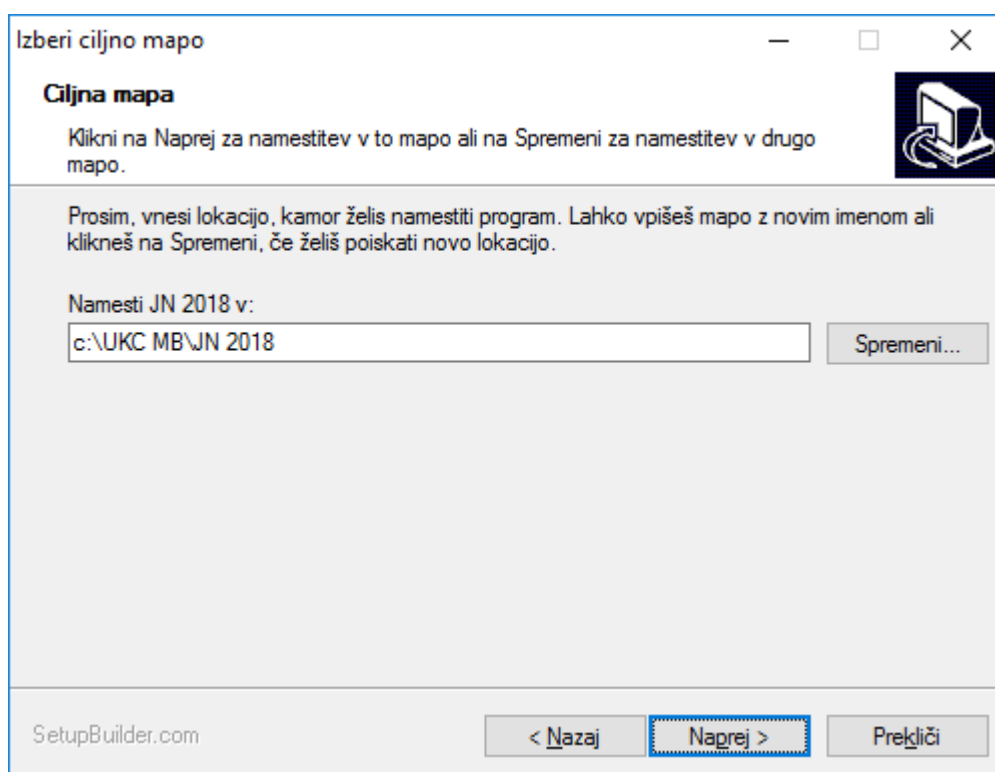 Izberi ciljno mapo
Ciljna mapa
Klikni na Naprej za namestitev v to mapo ali na Spremeni za namestitev v drugo
mapo.
Prosim, vnesi lokacijo, kamor želis namestiti program. Lahko vpišeš mapo z novim imenom ali
klikneš na Spremeni, če želiš poiskati novo lokacijo.
Namesti JN 2018 v:
c:\UKC MB\JN 2018
Spremeni...
SetupBuilder.com
< Nazaj
Naprej >
Prekliči